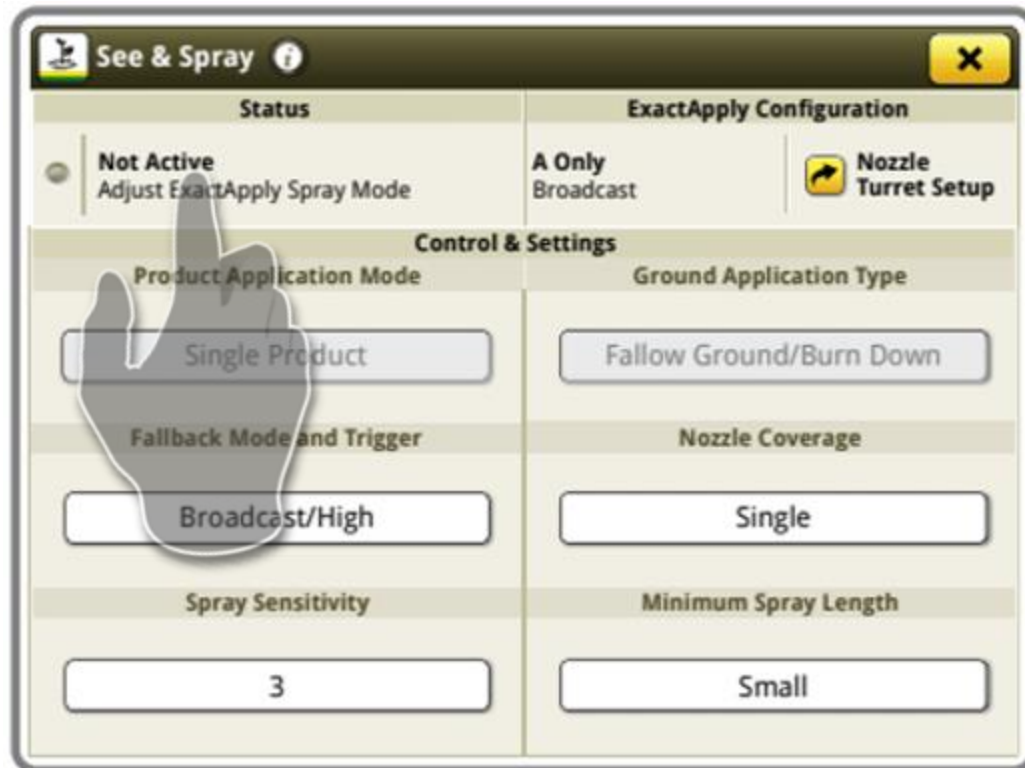 See & Spray
Status
ExactApply Configuration
Not Active
Adjust ExactApply Spray Mode
A Only
Broadcast
Nozzle
Turret Setup
Control & Settings
Product Application Mode
Ground Application Type
Single Product
Fallow Ground/Burn Down
Fallback Mode and Trigger
Nozzle Coverage
Broadcast/High
Single
Spray Sensitivity
Minimum Spray Length
3
Small